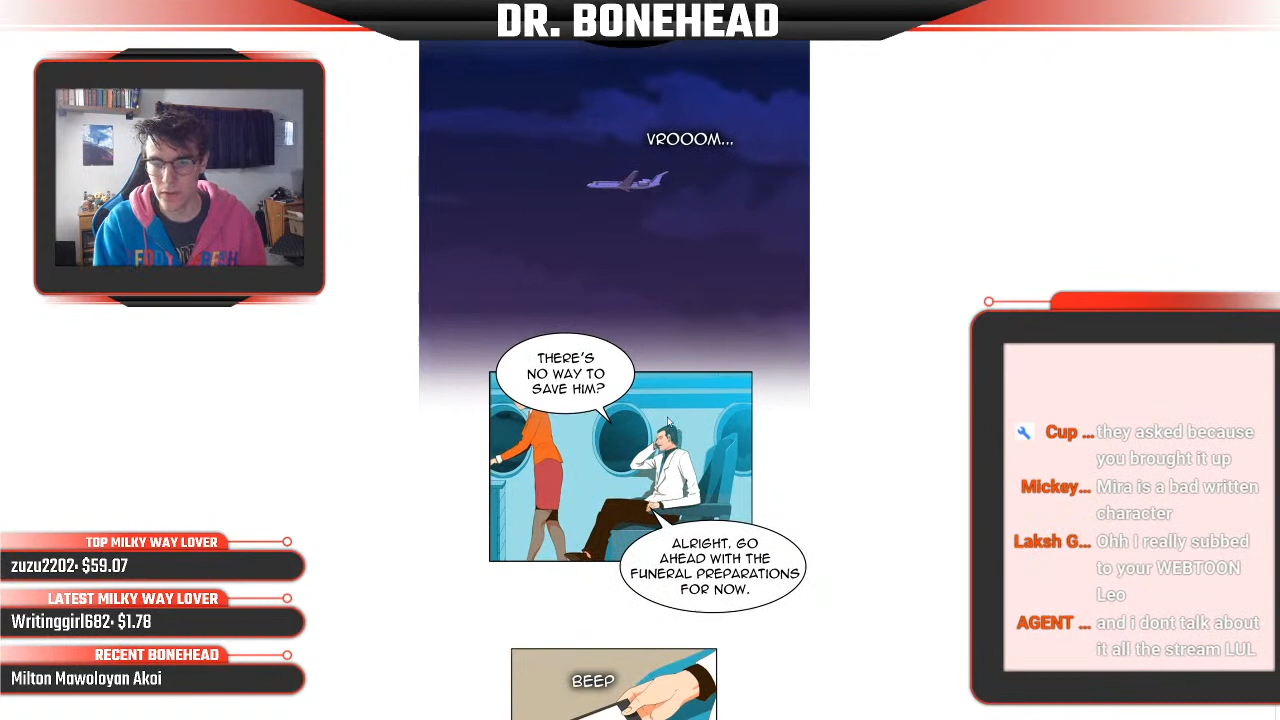 DR. BONEHEAD
VROOOM...
THERE'S
NO WAY TO
SAVE HIM?
ALRIGHT. GO
AHEAD WITH THE
FUNERAL PREPARATIONS
FOR NOW.
BEEP
TOP MILKY WAY LOVER
zuzu2202• $59.07
LATEST MILKY WAY LOVER
Writinggirl682• $1.78
RECENT BONEHEAD
Milton Mawoloyan Akoi
Cup ... they asked because
you brought it up
Mickey... Mira is a bad written
character
Laksh G... Ohh I really subbed
to your WEBTOON
Leo
AGENT ... and i dont talk about
it all the stream LUL